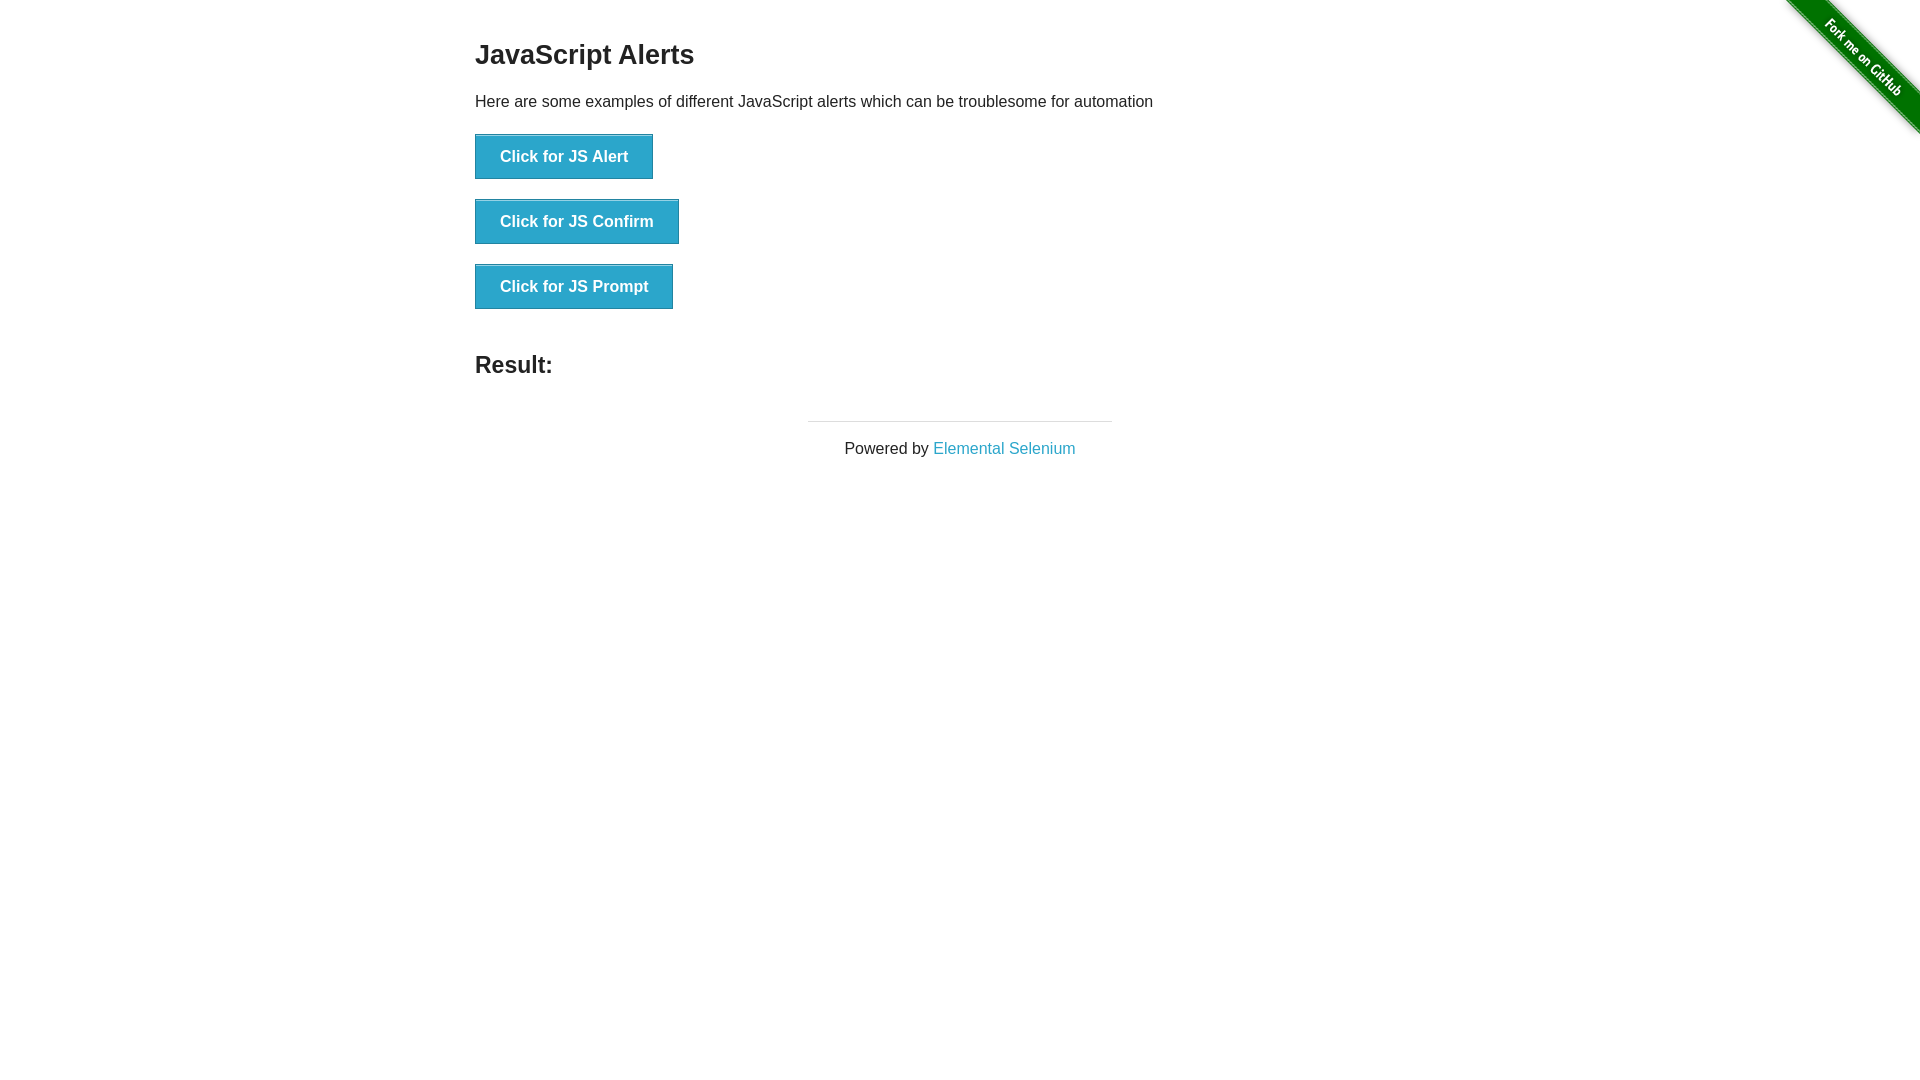 JavaScript Alerts
Here are some examples of different JavaScript alerts which can be troublesome for automation
Click for JS Alert
Click for JS Confirm
Click for JS Prompt
Result:
Powered by Elemental Selenium
Fork me on GitHub